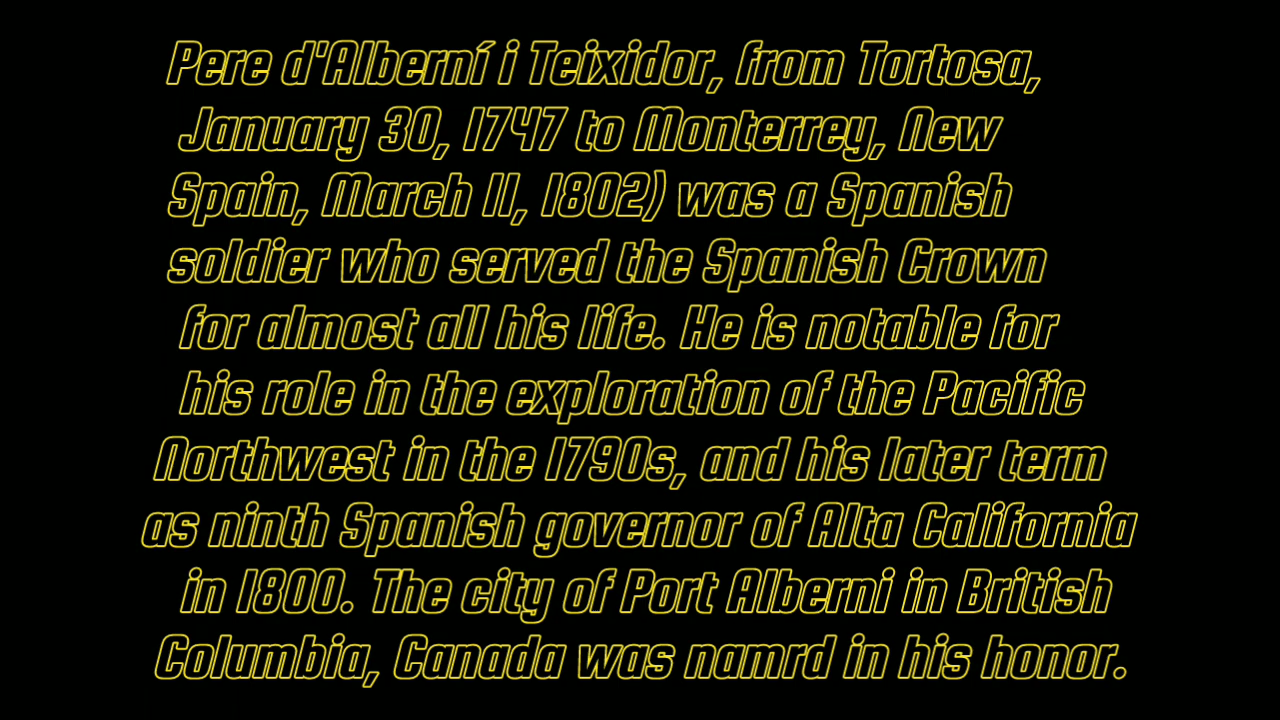 Pere d'Alberní i Teixidor, from Tortosa,
January 30, 1747 to Monterrey, New
Spain, March 11, 1802) was a Spanish
soldier who served the Spanish Crown
for almost all his life. He is notable for
his role in the exploration of the Pacific
Northwest in the 1790s, and his later term
as ninth Spanish governor of Alta California
in 1800. The city of Port Alberni in British
Columbia, Canada was namrd in his honor.